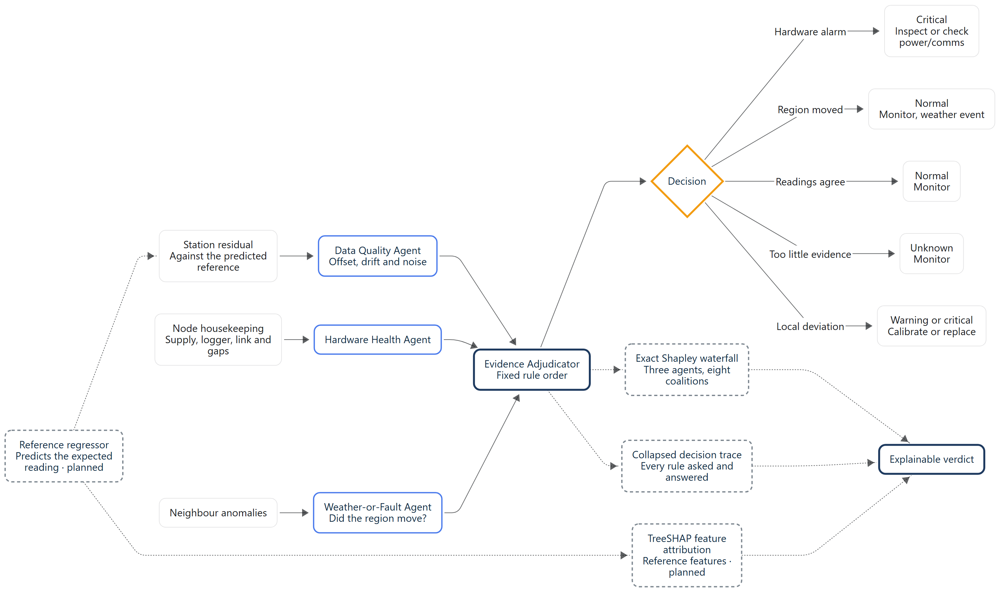 Critical
Inspect or check
power/comms
Hardware alarm
Normal
Monitor, weather event
Region moved
Decision
Readings agree
Normal
Monitor
Too little evidence
Unknown
Monitor
Local deviation
Warning or critical
Calibrate or replace
Station residual
Against the predicted
reference
Data Quality Agent
Offset, drift and noise
Node housekeeping
Supply, logger, link and
gaps
Hardware Health Agent
Evidence Adjudicator
Fixed rule order
Exact Shapley waterfall
Three agents, eight
coalitions
Reference regressor
Predicts the expected
reading · planned
Collapsed decision trace
Every rule asked and
answered
Explainable verdict
Neighbour anomalies
Weather-or-Fault Agent
Did the region move?
TreeSHAP feature
attribution
Reference features ·
planned